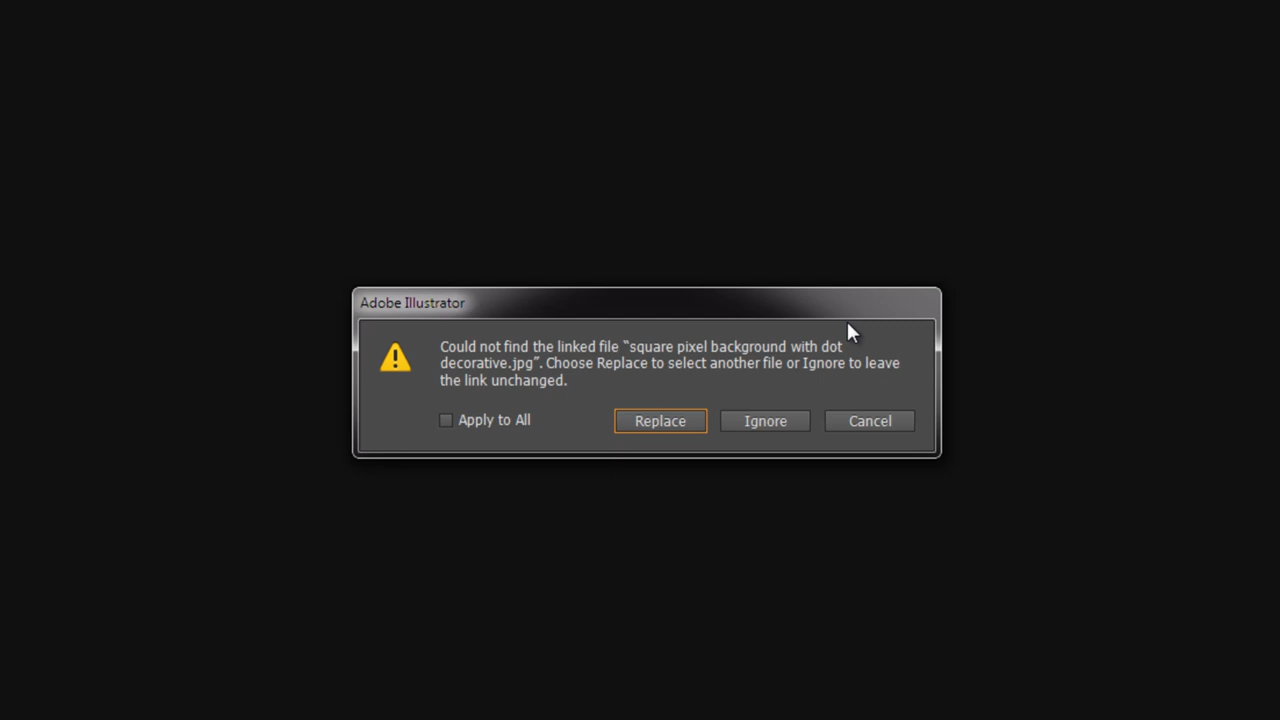 Adobe Illustrator
Could not find the linked file “square pixel background with dot
decorative.jpg”. Choose Replace to select another file or Ignore to leave
the link unchanged.
Apply to All
Replace
Ignore
Cancel